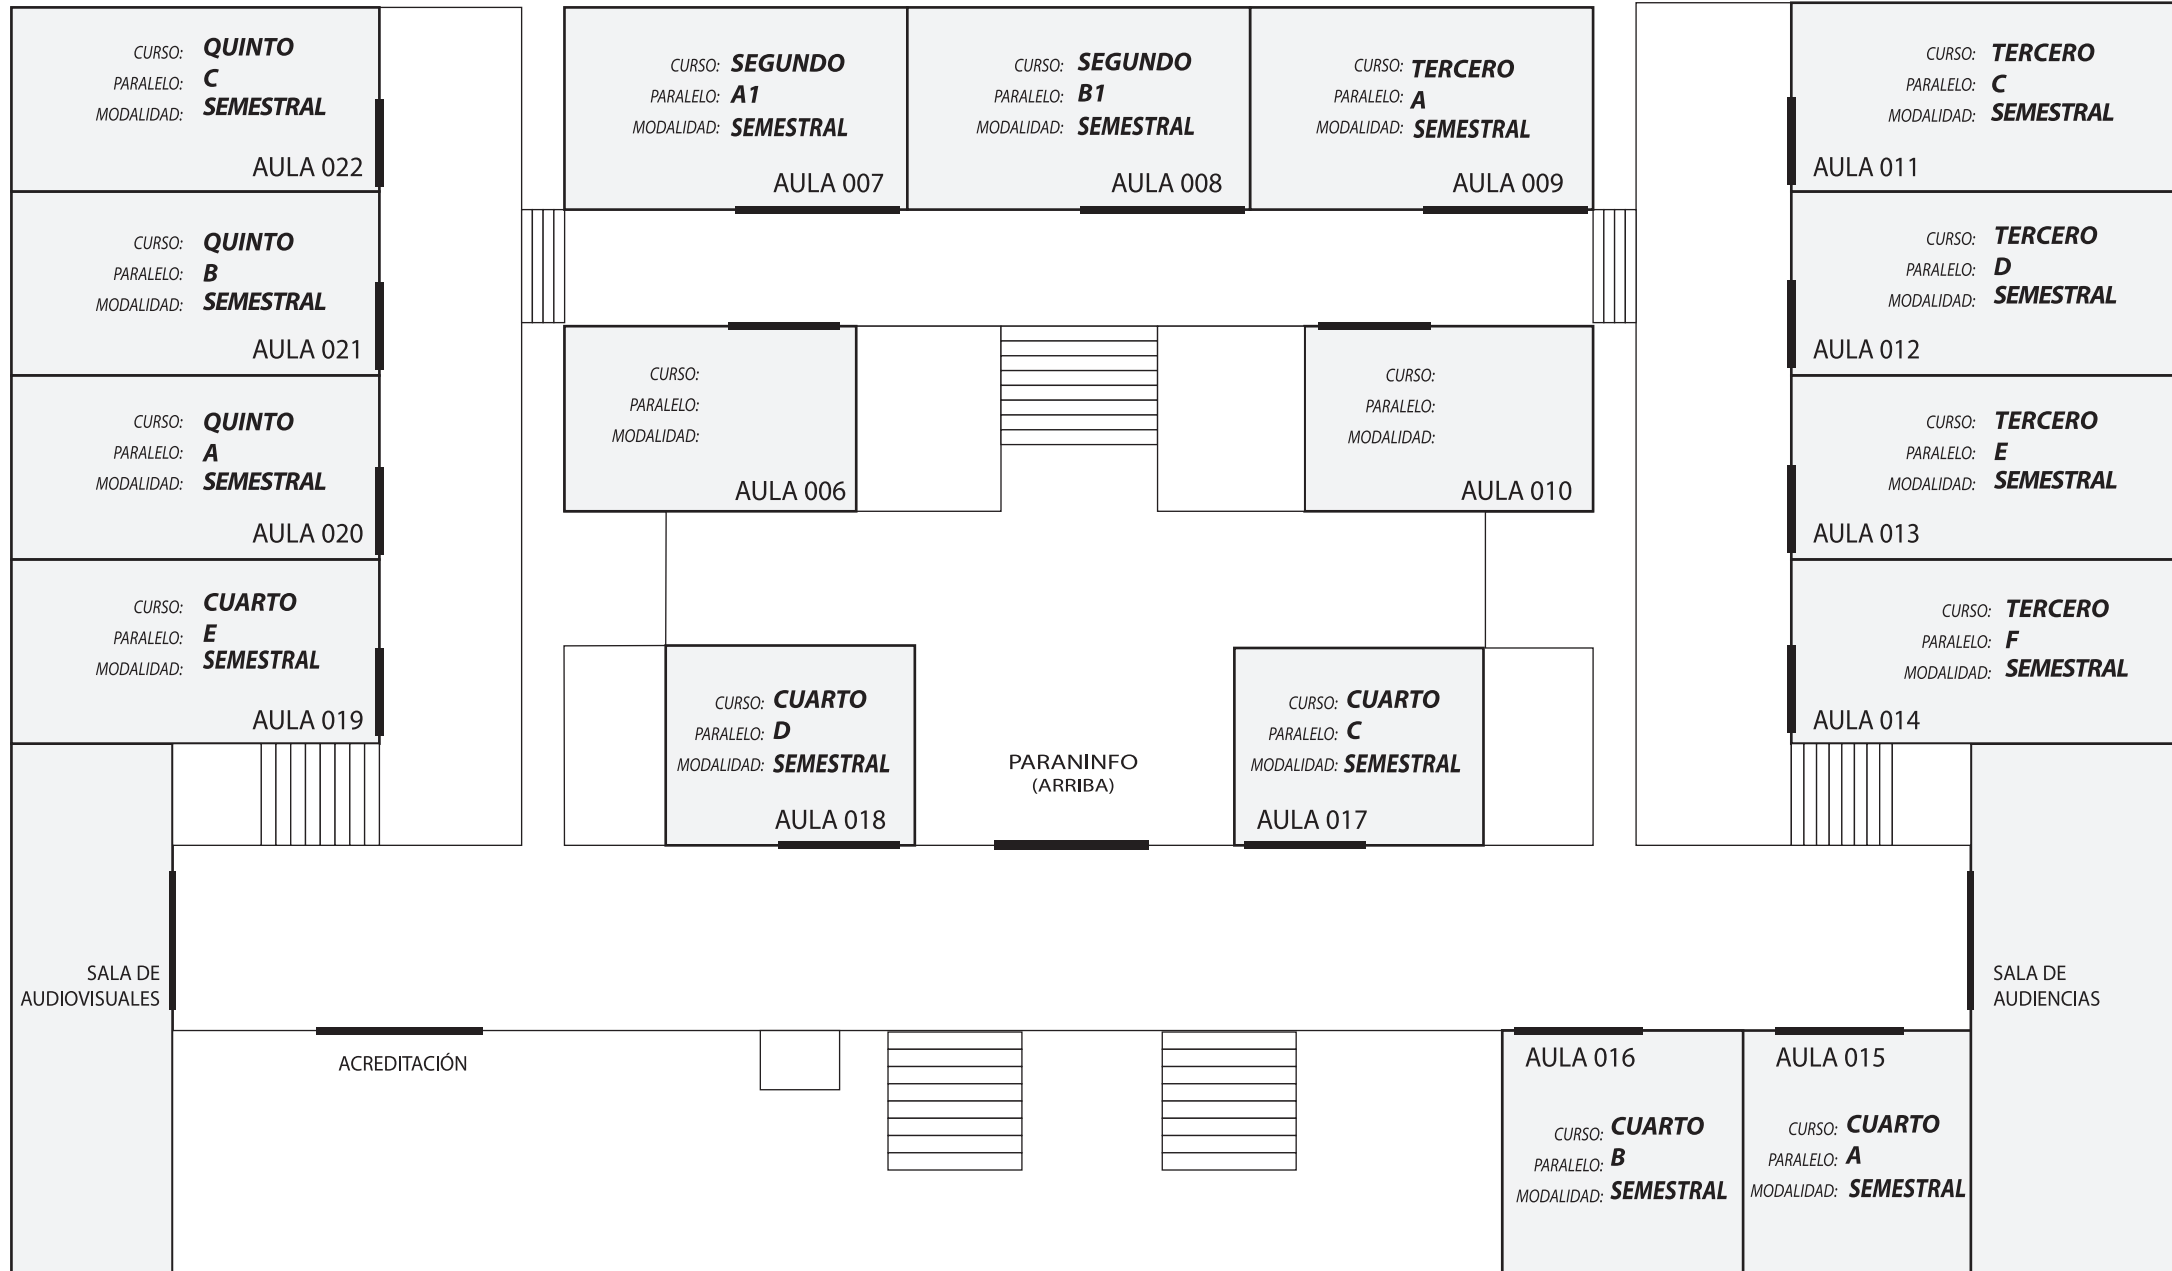 CURSO: QUINTO
PARALELO: C
MODALIDAD: SEMESTRAL
AULA 022
CURSO: SEGUNDO
PARALELO: A1
MODALIDAD: SEMESTRAL
AULA 007
CURSO: SEGUNDO
PARALELO: B1
MODALIDAD: SEMESTRAL
AULA 008
CURSO: TERCERO
PARALELO: A
MODALIDAD: SEMESTRAL
AULA 009
CURSO: TERCERO
PARALELO: C
MODALIDAD: SEMESTRAL
AULA 011
CURSO: QUINTO
PARALELO: B
MODALIDAD: SEMESTRAL
AULA 021
CURSO: TERCERO
PARALELO: D
MODALIDAD: SEMESTRAL
AULA 012
CURSO: QUINTO
PARALELO: A
MODALIDAD: SEMESTRAL
AULA 020
CURSO:
PARALELO:
MODALIDAD:
AULA 006
CURSO:
PARALELO:
MODALIDAD:
AULA 010
CURSO: TERCERO
PARALELO: E
MODALIDAD: SEMESTRAL
AULA 013
CURSO: CUARTO
PARALELO: E
MODALIDAD: SEMESTRAL
AULA 019
CURSO: CUARTO
PARALELO: D
MODALIDAD: SEMESTRAL
AULA 018
PARANINFO
(ARRIBA)
CURSO: CUARTO
PARALELO: C
MODALIDAD: SEMESTRAL
AULA 017
CURSO: TERCERO
PARALELO: F
MODALIDAD: SEMESTRAL
AULA 014
SALA DE
AUDIOVISUALES
SALA DE
AUDIENCIAS
ACREDITACIÓN
AULA 016
CURSO: CUARTO
PARALELO: B
MODALIDAD: SEMESTRAL
AULA 015
CURSO: CUARTO
PARALELO: A
MODALIDAD: SEMESTRAL